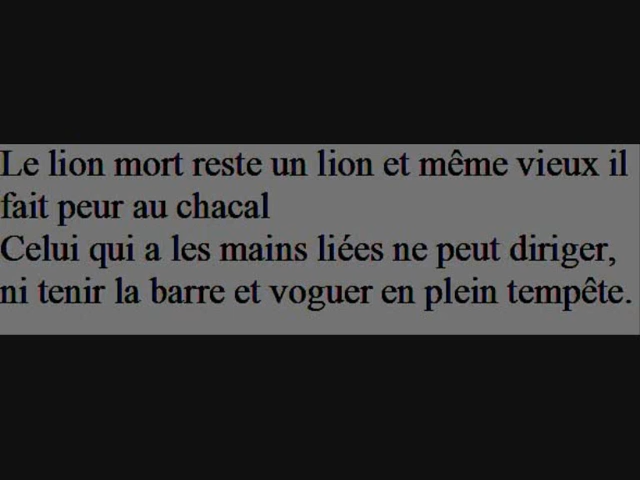 Le lion mort reste un lion et même vieux il
fait peur au chacal
Celui qui a les mains liées ne peut diriger,
ni tenir la barre et voguer en plein tempête.